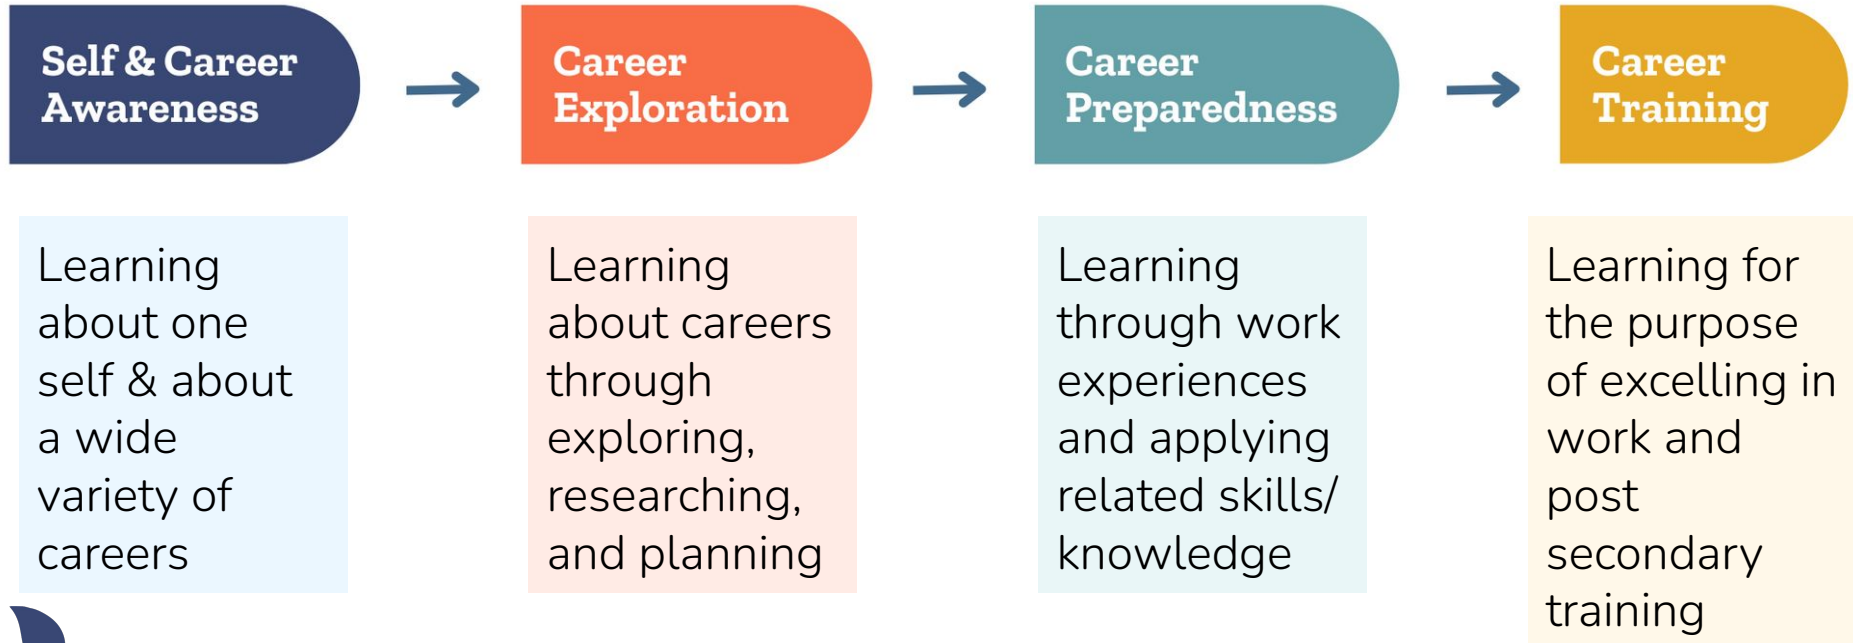 Self & Career
Awareness
Career
Exploration
Career
Preparedness
Career
Training
Learning
about one
self & about
a wide
variety of
careers
Learning
about careers
through
exploring,
researching,
and planning
Learning
through work
experiences
and applying
related skills/
knowledge
Learning for
the purpose
of excelling in
work and
post
secondary
training